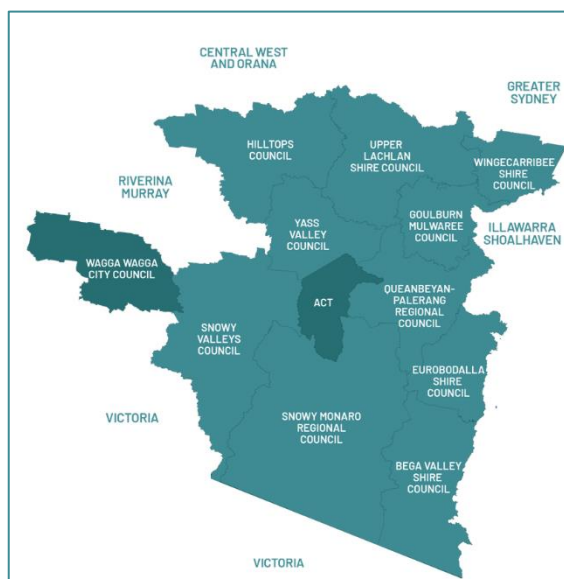 CENTRAL WEST
AND ORANA
GREATER
SYDNEY
HILLTOPS
COUNCIL
UPPER
LACHLAN
SHIRE COUNCIL
WINGECARRIBEE
SHIRE
COUNCIL
RIVERINA
MURRAY
YASS
VALLEY
COUNCIL
GOULBURN
MULWAREE
COUNCIL
ILLAWARRA
SHOALHAVEN
WAGGA WAGGA
CITY COUNCIL
ACT
QUEANBEYAN-
PALERANG
REGIONAL
COUNCIL
SNOWY
VALLEYS
COUNCIL
EUROBODALLA
SHIRE
COUNCIL
VICTORIA
SNOWY MONARO
REGIONAL
COUNCIL
BEGA VALLEY
SHIRE
COUNCIL
VICTORIA